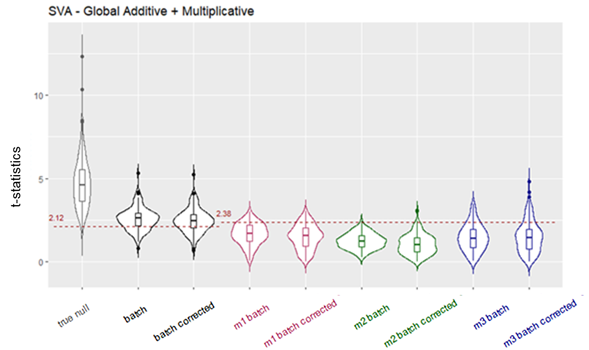 SVA - Global Additive + Multiplicative
t-statistics
10
5
0
2.12
2.38
true null
batch
batch corrected
m1 batch
m1 batch corrected
m2 batch
m2 batch corrected
m3 batch
m3 batch corrected